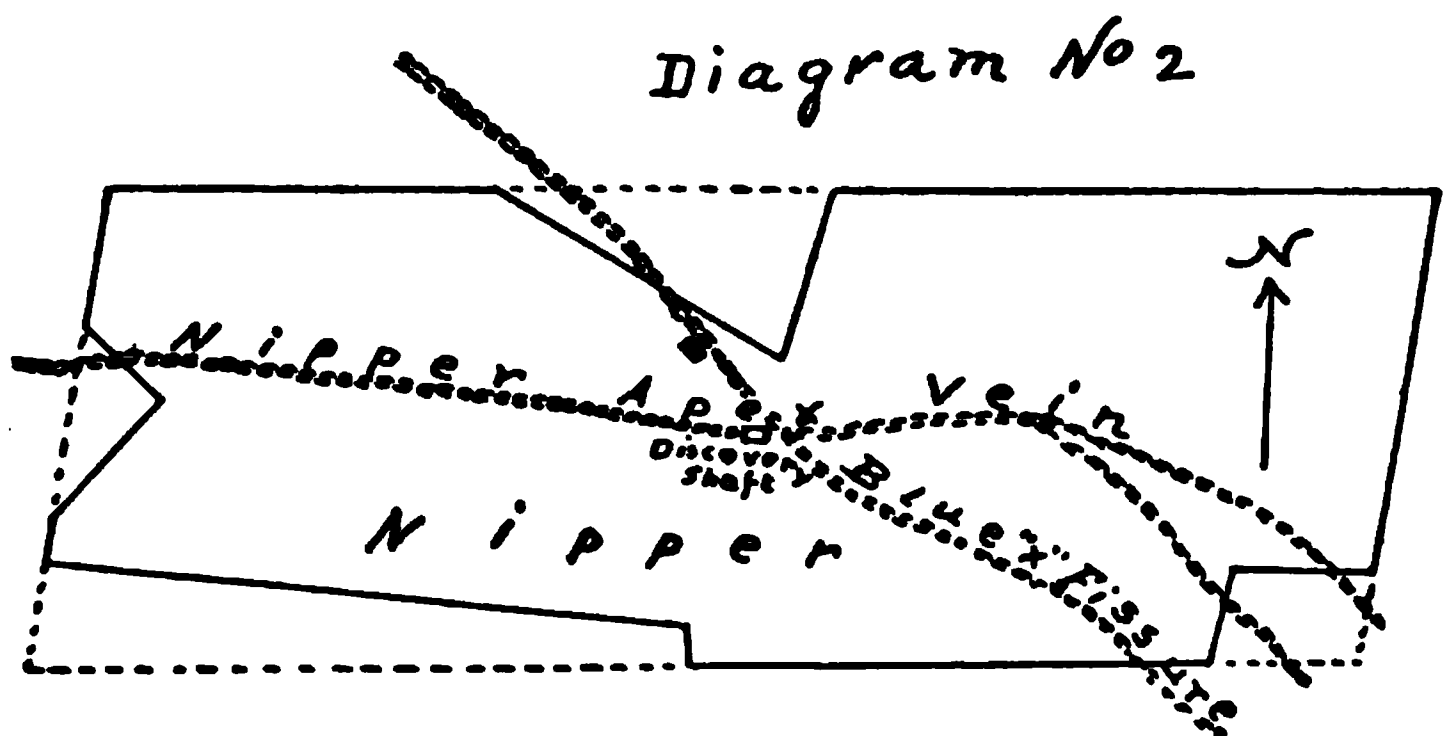 Diagram No 2
N
Nipper Apex Vein
Discovery
Shaft
Blue "X" Fissure
Nipper